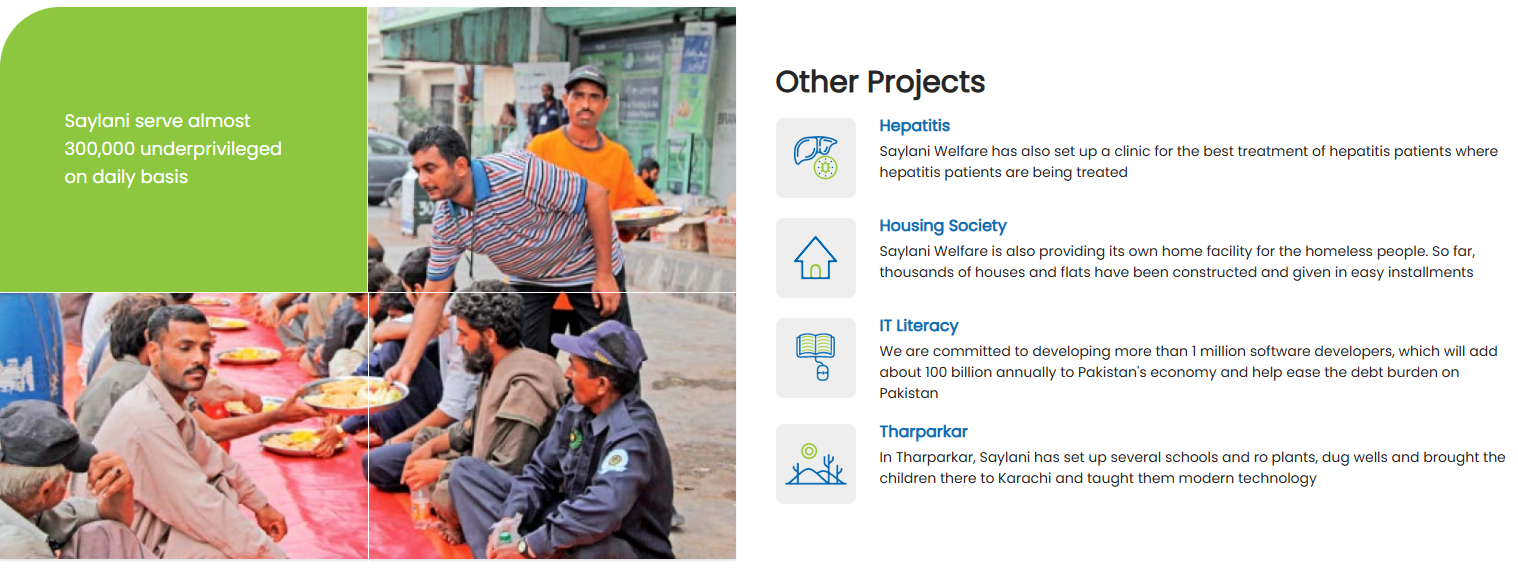 Saylani serve almost
300,000 underprivileged
on daily basis
30
Other Projects
Hepatitis
Saylani Welfare has also set up a clinic for the best treatment of hepatitis patients where
hepatitis patients are being treated
Housing Society
Saylani Welfare is also providing its own home facility for the homeless people. So far,
thousands of houses and flats have been constructed and given in easy installments
IT Literacy
We are committed to developing more than 1 million software developers, which will add
about 100 billion annually to Pakistan's economy and help ease the debt burden on
Pakistan
Tharparkar
In Tharparkar, Saylani has set up several schools and ro plants, dug wells and brought the
children there to Karachi and taught them modern technology